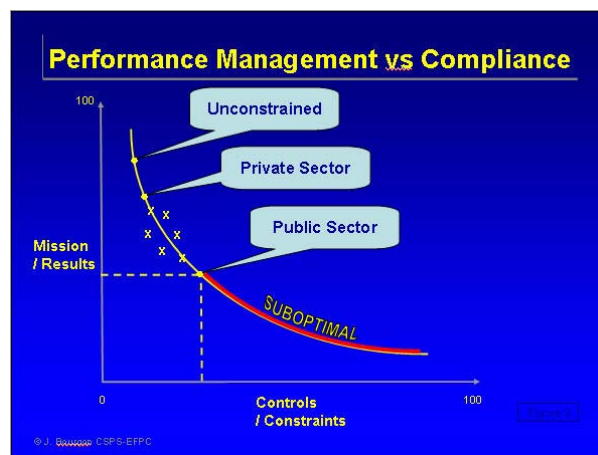 Performance Management vs Compliance
100
Unconstrained
Private Sector
x
x
x
x
x
x
Public Sector
Mission
/ Results
SUBOPTIMAL
0
Controls
/ Constraints
100
© J. Bourgon CSPS-EFPC